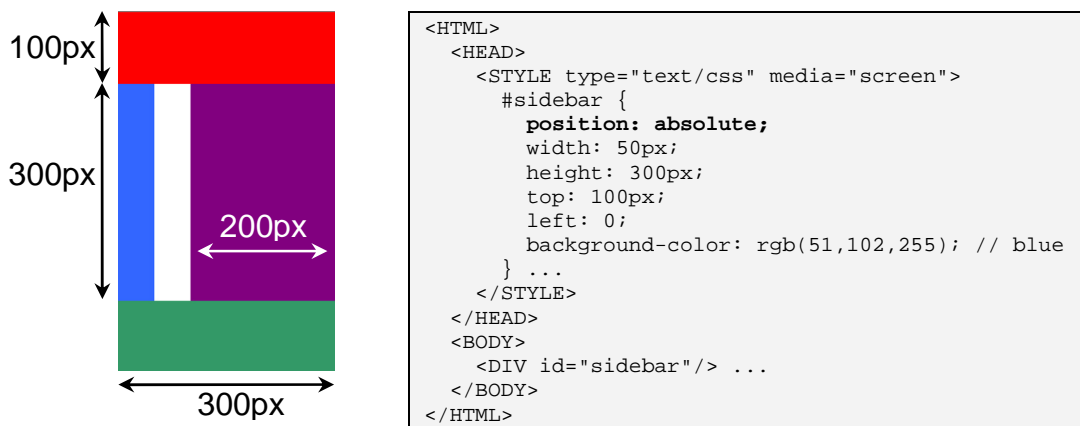 100px
300px
200px
300px
<HTML>
<HEAD>
<STYLE type="text/css" media="screen">
#sidebar {
position: absolute;
width: 50px;
height: 300px;
top: 100px;
left: 0;
background-color: rgb(51,102,255); // blue
} ...
</STYLE>
</HEAD>
<BODY>
<DIV id="sidebar"/> ...
</BODY>
</HTML>